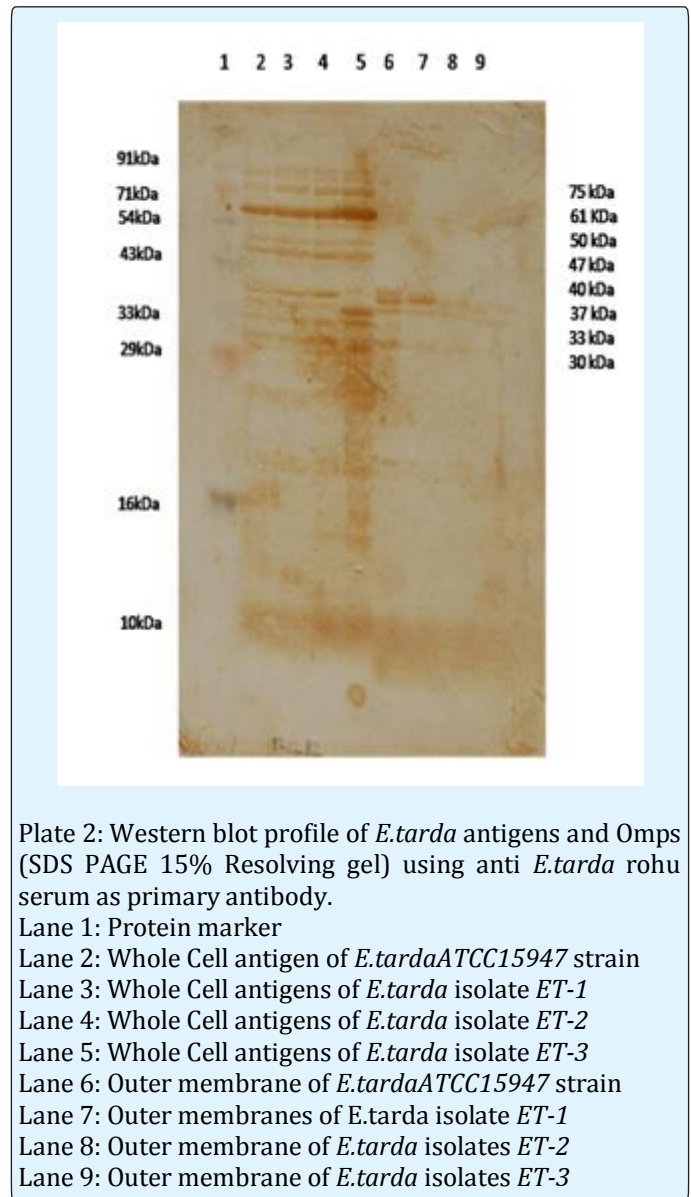 1 2 3 4 5 6 7 8 9
91kDa
71kDa
54kDa
43kDa
33kDa
29kDa
16kDa
10kDa
75 kDa
61 KDa
50 kDa
47 kDa
40 kDa
37 kDa
33 kDa
30 kDa
Plate 2: Western blot profile of E.tarda antigens and Omps
(SDS PAGE 15% Resolving gel) using anti E.tarda rohu
serum as primary antibody.
Lane 1: Protein marker
Lane 2: Whole Cell antigen of E.tardaATCC15947 strain
Lane 3: Whole Cell antigens of E.tarda isolate ET-1
Lane 4: Whole Cell antigens of E.tarda isolate ET-2
Lane 5: Whole Cell antigens of E.tarda isolate ET-3
Lane 6: Outer membrane of E.tardaATCC15947 strain
Lane 7: Outer membranes of E.tarda isolate ET-1
Lane 8: Outer membrane of E.tarda isolates ET-2
Lane 9: Outer membrane of E.tarda isolates ET-3